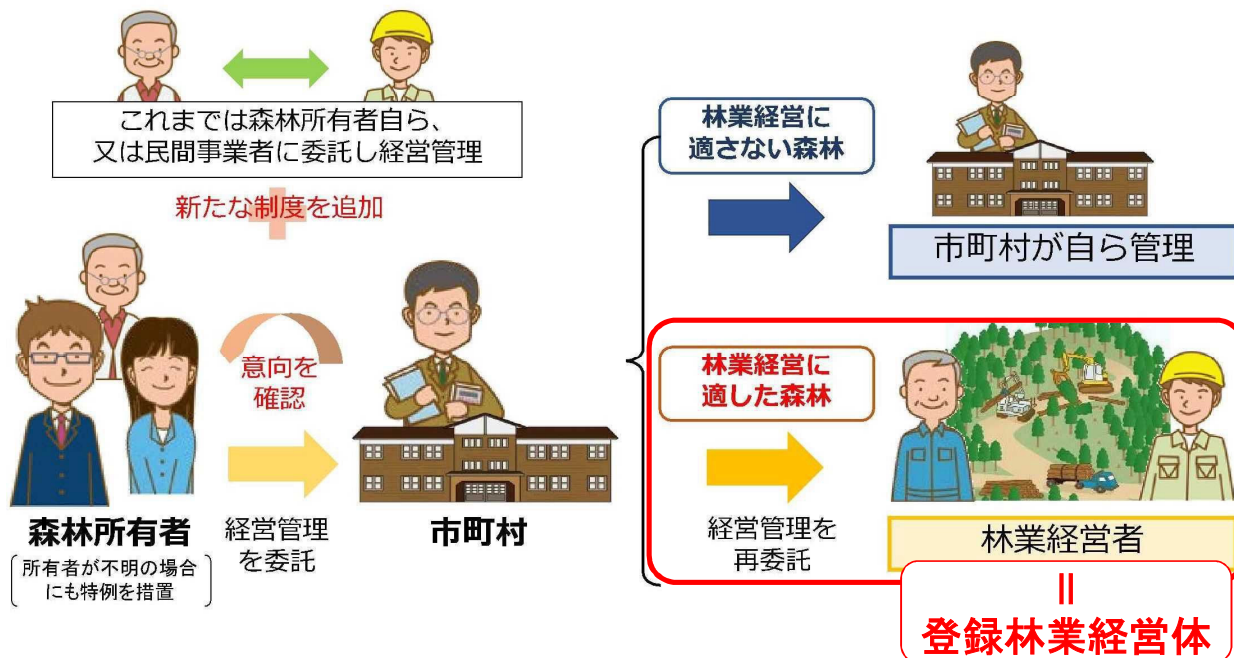 これまでは森林所有者自ら、
又は民間事業者に委託し経営管理
新たな制度を追加
意向を
確認
森林所有者
所有者が不明の場合
にも特例を措置
経営管理
を委託
市町村
林業経営に
適さない森林
市町村が自ら管理
林業経営に
適した森林
経営管理を
再委託
林業経営者
=
登録林業経営体